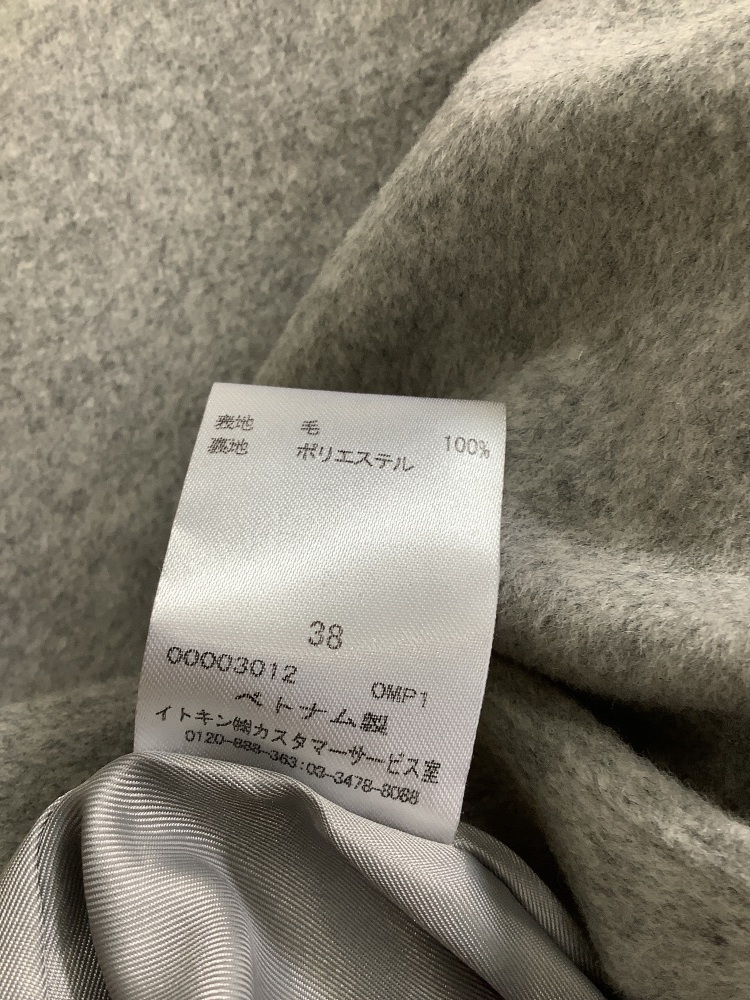 表地 毛 100%
裏地 ポリエステル
38
00003012 OMP1
ベトナム製
イトキン㈱カスタマーサービス室
0120-888-363:03-3478-8088